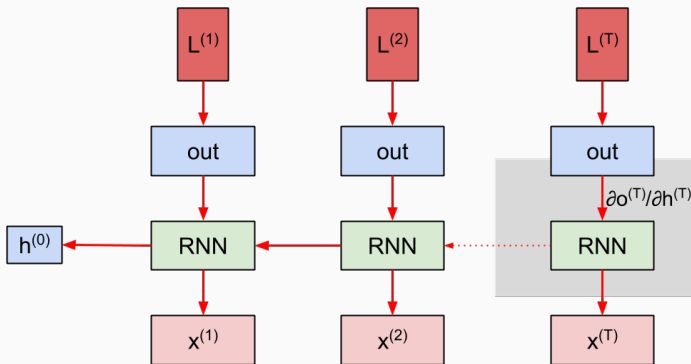 L⁽¹⁾ L⁽²⁾ L⁽ᵀ⁾
out out out
∂o⁽ᵀ⁾/∂h⁽ᵀ⁾
h⁽⁰⁾ RNN RNN RNN
x⁽¹⁾ x⁽²⁾ x⁽ᵀ⁾